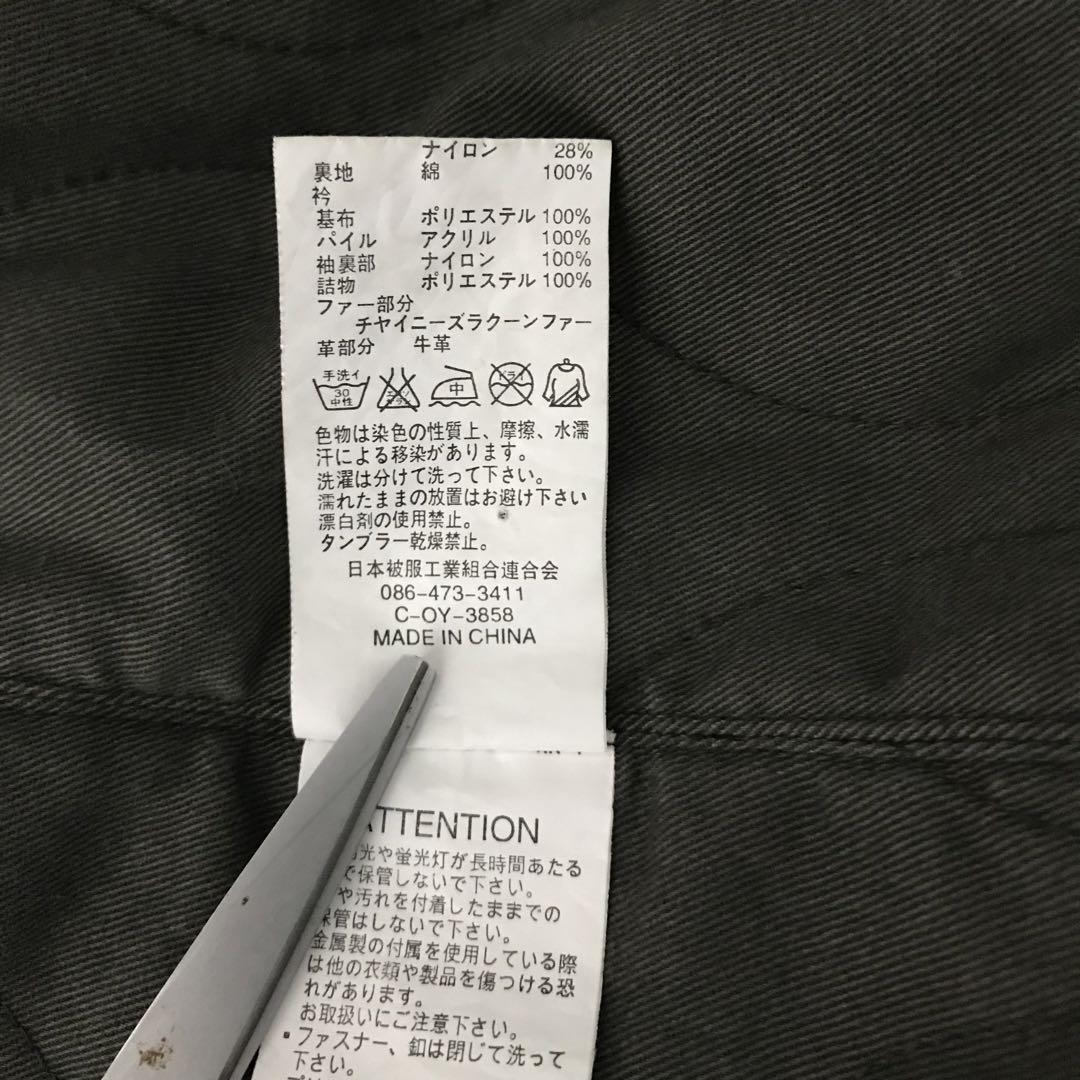 ナイロン 28%
裏地 綿 100%
衿
基布 ポリエステル 100%
パイル アクリル 100%
袖裏部 ナイロン 100%
詰物 ポリエステル 100%
ファー部分
チヤイニーズラクーンファー
革部分 牛革
手洗イ 30 中性 中 ドライ
色物は染色の性質上、摩擦、水濡
汗による移染があります。
洗濯は分けて洗って下さい。
濡れたままの放置はお避け下さい
漂白剤の使用禁止。
タンブラー乾燥禁止。
日本被服工業組合連合会
086-473-3411
C-OY-3858
MADE IN CHINA
ATTENTION
光や蛍光灯が長時間あたる
で保管しないで下さい。
や汚れを付着したままでの
保管はしないで下さい。
金属製の付属を使用している際
は他の衣類や製品を傷つける恐
れがあります。
お取扱いにご注意下さい。
▪ファスナー、釦は閉じて洗って
下さい。